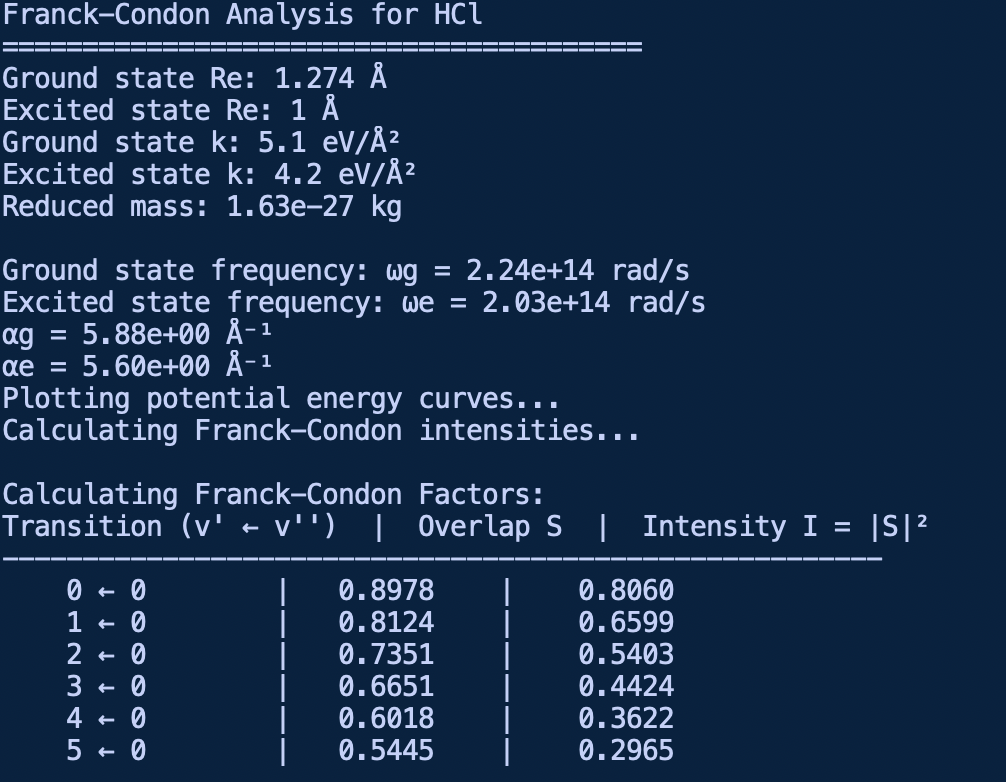 Franck-Condon Analysis for HCl
========================================
Ground state Re: 1.274 Å
Excited state Re: 1 Å
Ground state k: 5.1 eV/Å²
Excited state k: 4.2 eV/Å²
Reduced mass: 1.63e-27 kg
Ground state frequency: ωg = 2.24e+14 rad/s
Excited state frequency: ωe = 2.03e+14 rad/s
αg = 5.88e+00 Å⁻¹
αe = 5.60e+00 Å⁻¹
Plotting potential energy curves...
Calculating Franck-Condon intensities...
Calculating Franck-Condon Factors:
Transition (v' ← v'')  |  Overlap S  |  Intensity I = |S|²
-------------------------------------------------------
    0 ← 0        |   0.8978    |    0.8060
    1 ← 0        |   0.8124    |    0.6599
    2 ← 0        |   0.7351    |    0.5403
    3 ← 0        |   0.6651    |    0.4424
    4 ← 0        |   0.6018    |    0.3622
    5 ← 0        |   0.5445    |    0.2965